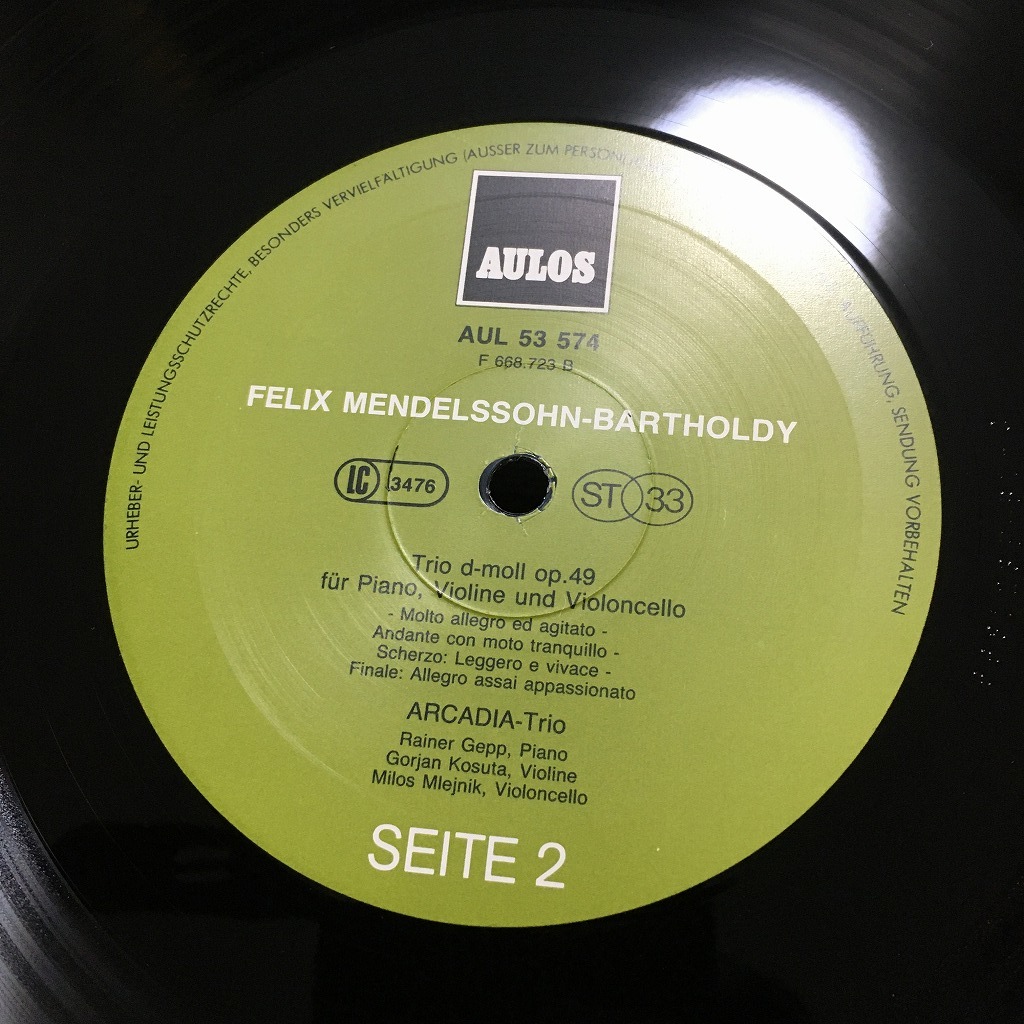 URHEBER- UND LEISTUNGSSCHUTZRECHTE, BESONDERS VERVIELFÄLTIGUNG (AUSSER ZUM
AUFFÜHRUNG, SENDUNG VORBEHALTEN
AULOS
AUL 53 574
F 668.723 B
FELIX MENDELSSOHN-BARTHOLDY
LC 3476
ST 33
Trio d-moll op.49
für Piano, Violine und Violoncello
- Molto allegro ed agitato -
Andante con moto tranquillo -
Scherzo: Leggero e vivace -
Finale: Allegro assai appassionato
ARCADIA-Trio
Rainer Gepp, Piano
Gorjan Kosuta, Violine
Milos Mlejnik, Violoncello
SEITE 2